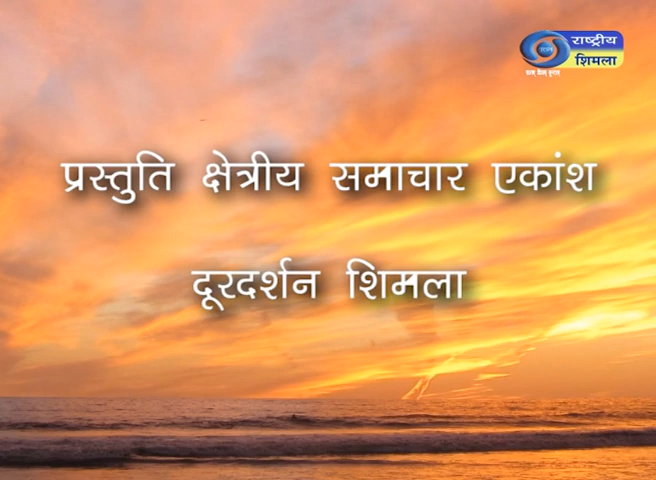 राष्ट्रीय
शिमला
प्रस्तुति क्षेत्रीय समाचार एकांश
दूरदर्शन शिमला